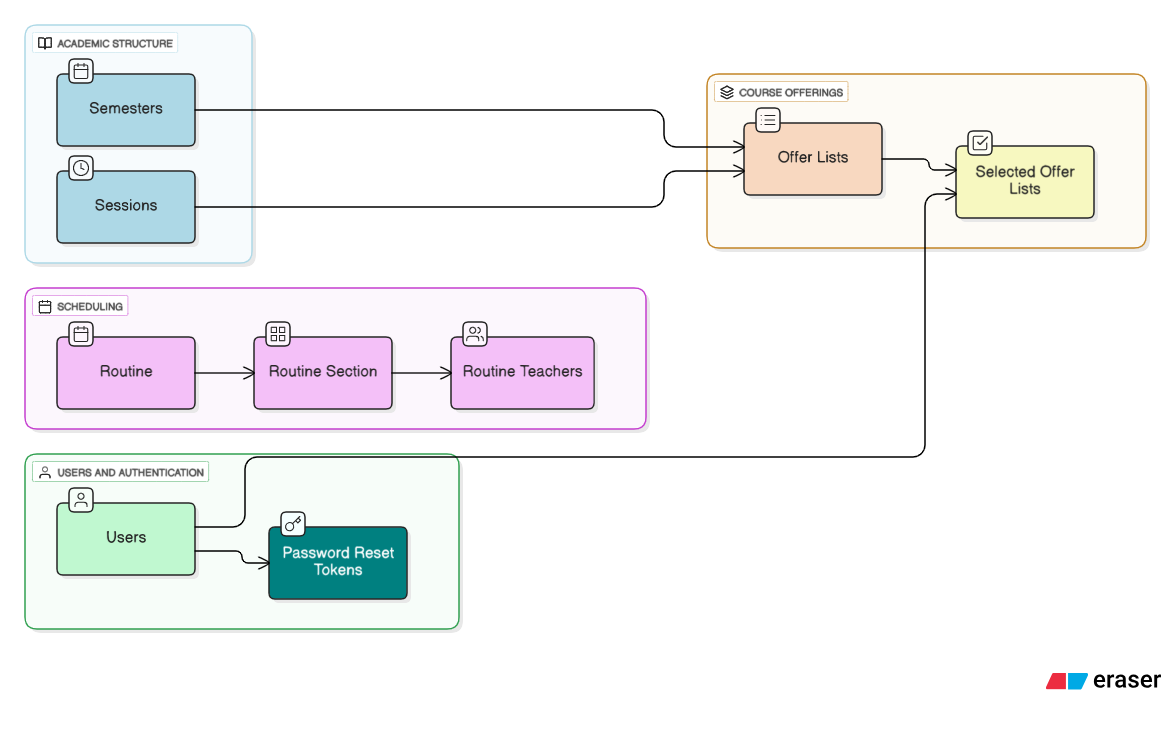 ACADEMIC STRUCTURE
Semesters
Sessions
COURSE OFFERINGS
Offer Lists
Selected Offer
Lists
SCHEDULING
Routine
Routine Section
Routine Teachers
USERS AND AUTHENTICATION
Users
Password Reset
Tokens
eraser